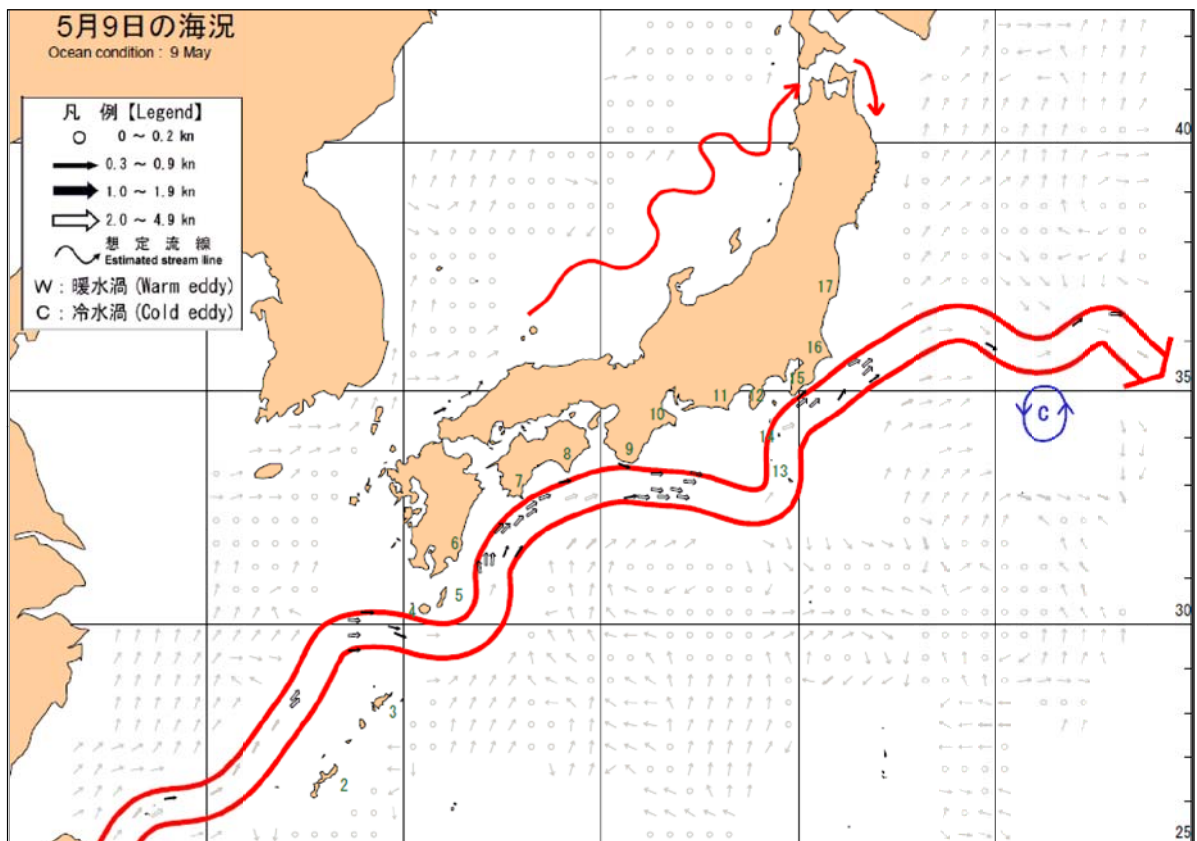 5月9日の海況
Ocean condition : 9 May
凡 例【Legend】
0 ～ 0.2 kn
0.3 ～ 0.9 kn
1.0 ～ 1.9 kn
2.0 ～ 4.9 kn
想 定 流 線
Estimated stream line
W : 暖水渦 (Warm eddy)
C : 冷水渦 (Cold eddy)
40
17
16
35
15
12
11
10
C
14
9
8
13
7
6
5
4
30
3
2
25